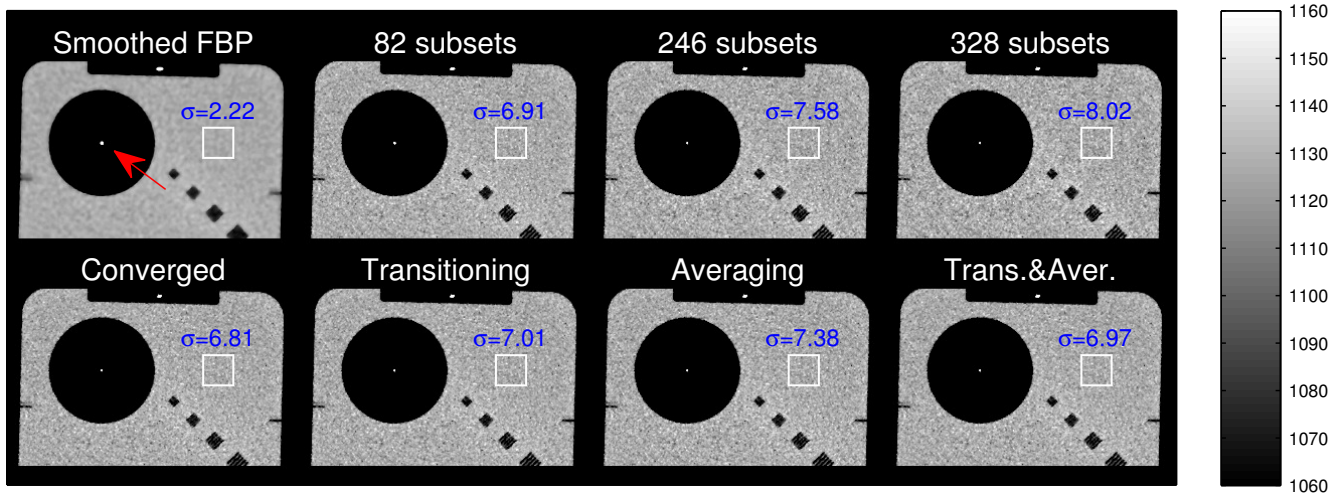 Smoothed FBP
82 subsets
246 subsets
328 subsets
σ=2.22
σ=6.91
σ=7.58
σ=8.02
Converged
Transitioning
Averaging
Trans.&Aver.
σ=6.81
σ=7.01
σ=7.38
σ=6.97
1160
1150
1140
1130
1120
1110
1100
1090
1080
1070
1060